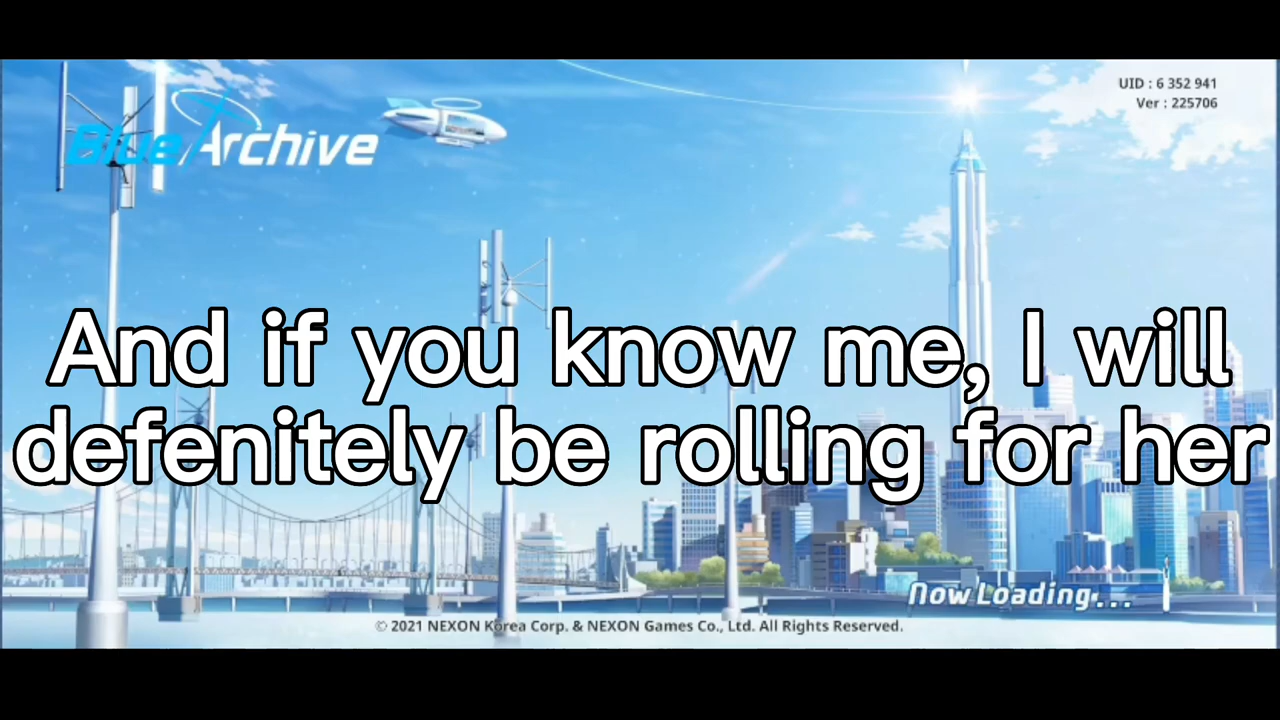 UID : 6 352 941
Ver : 225706
Blue Archive
And if you know me, I will
defenitely be rolling for her
Now Loading...
© 2021 NEXON Korea Corp. & NEXON Games Co., Ltd. All Rights Reserved.